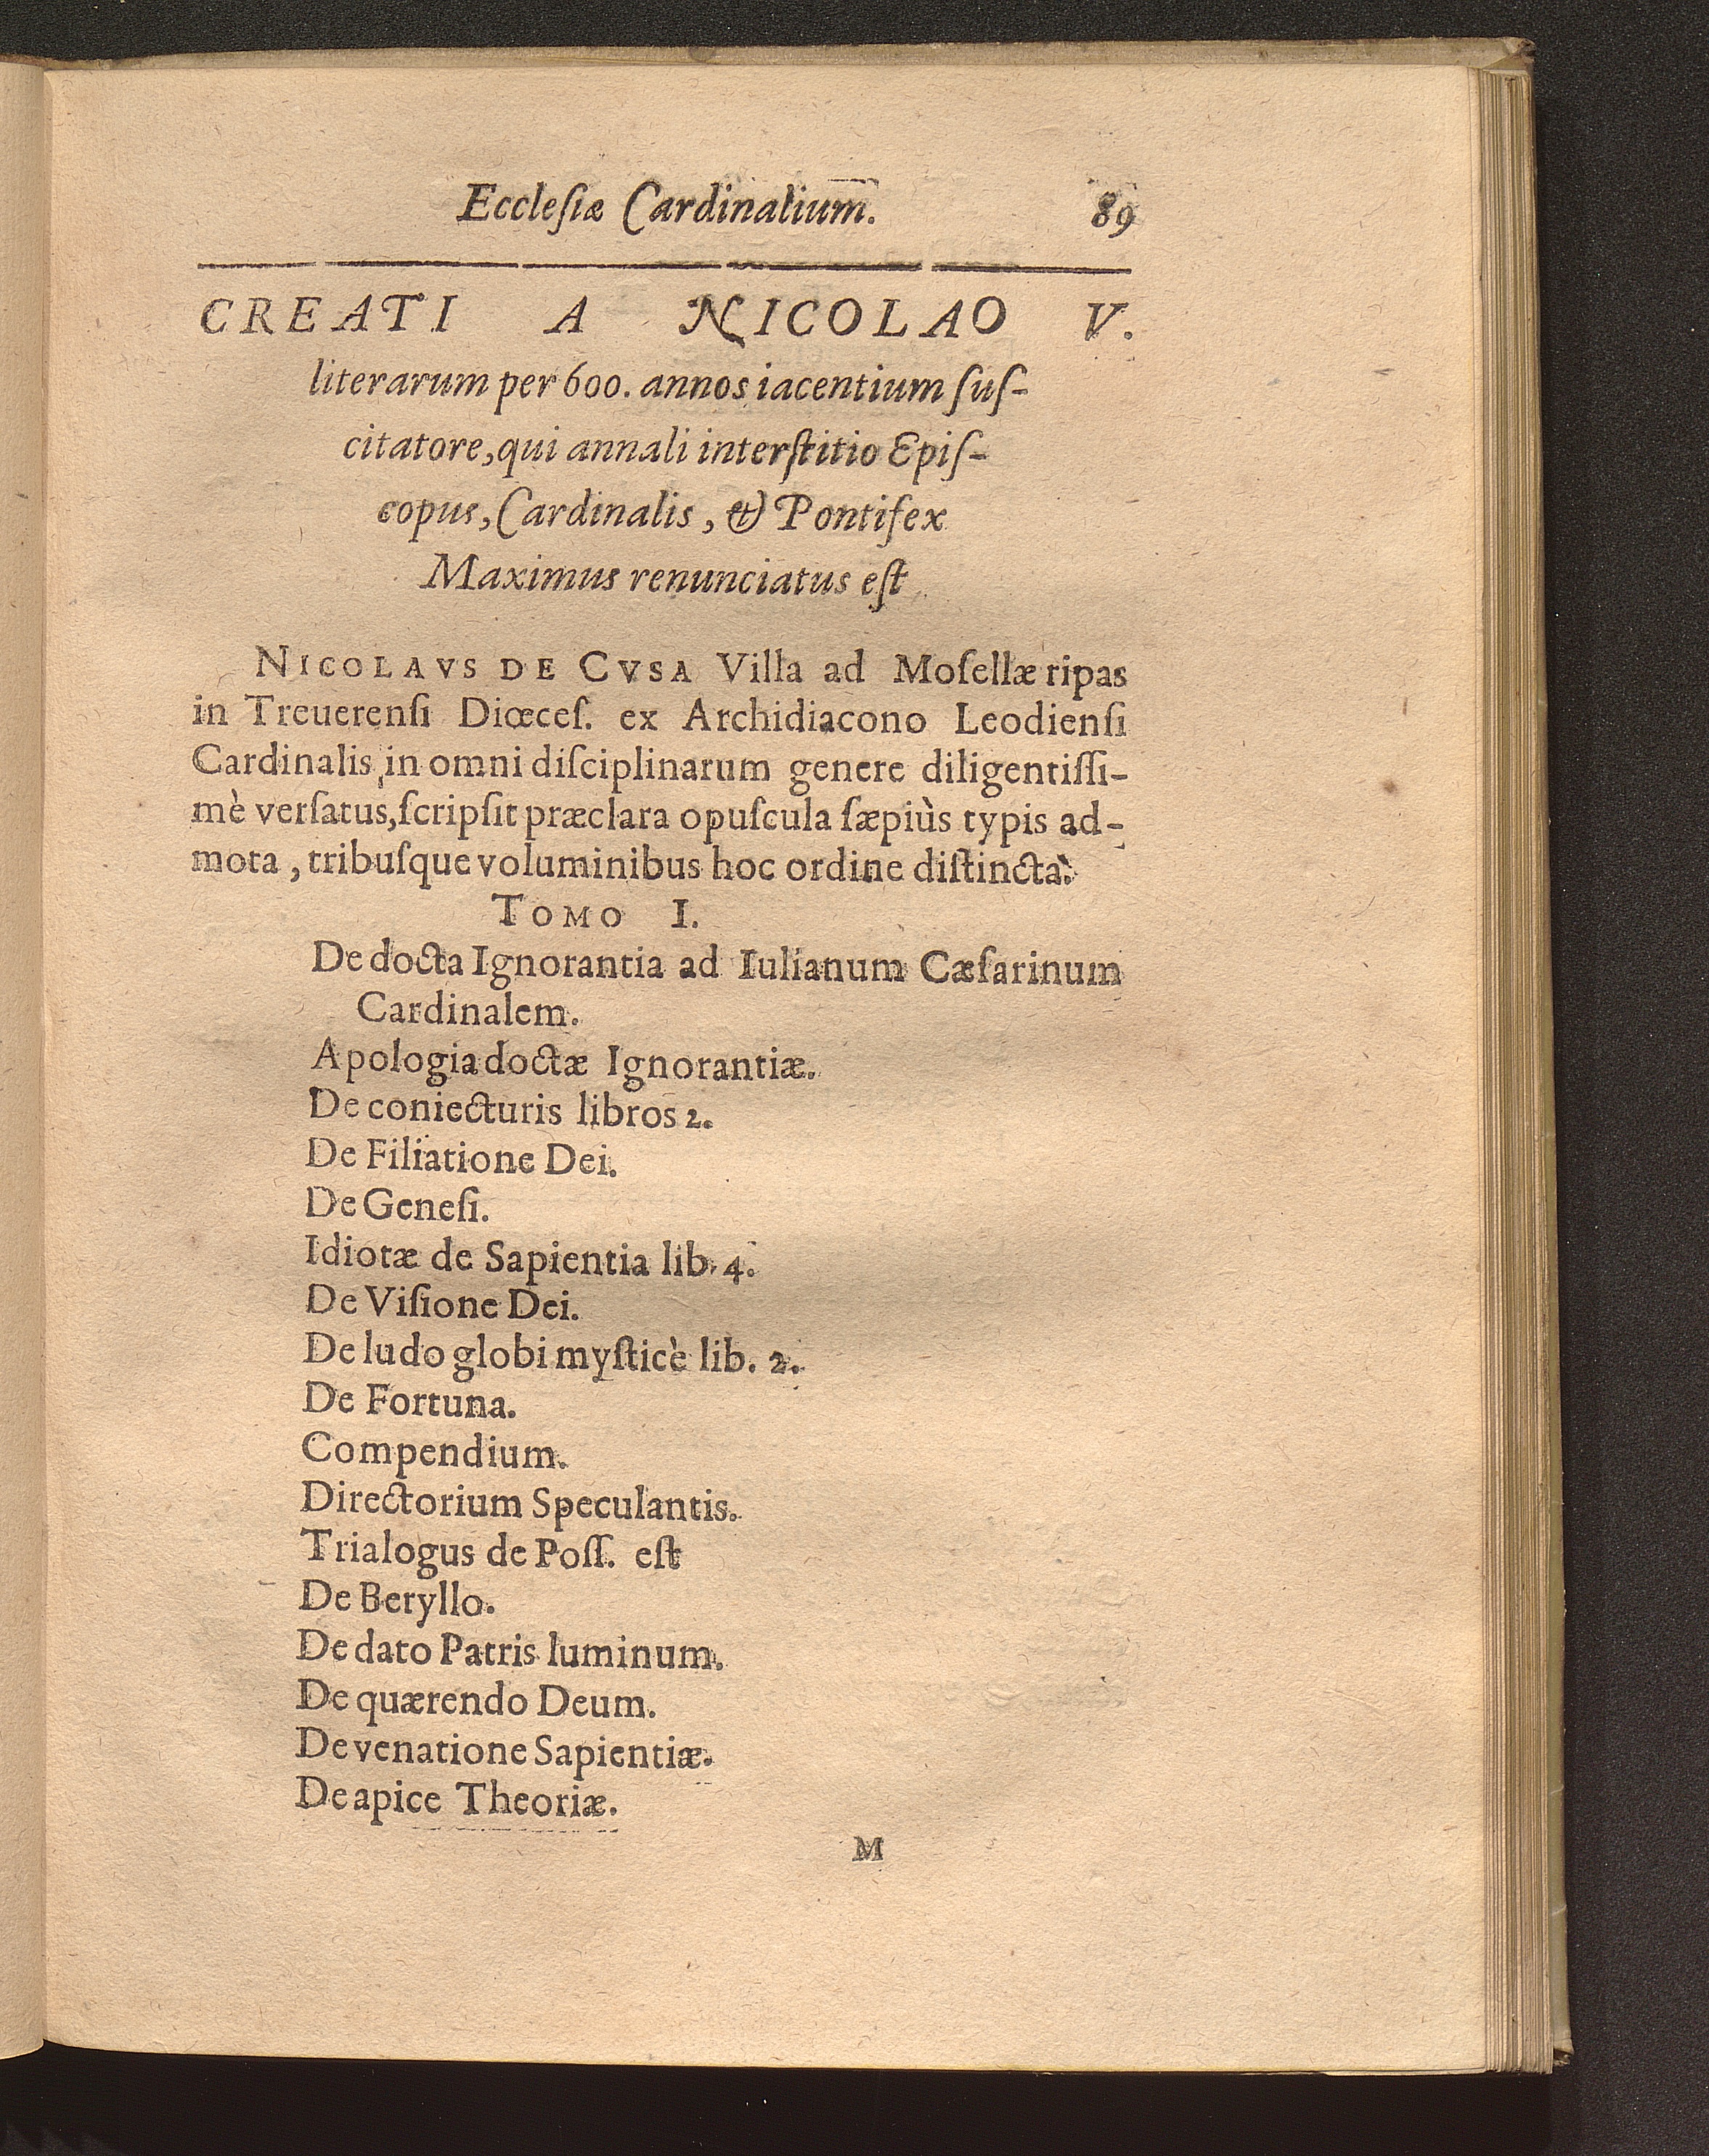 Eccleſiæ Cardinalium. 89
CREATI A NICOLAO V.
literarum per 600. annos iacentium ſuſ-
citatore, qui annali interſtitio Epiſ-
copus, Cardinalis, & Pontifex
Maximus renunciatus eſt
NICOLAVS DE CVSA Villa ad Moſellæ ripas
in Treuerenſi Diœceſ. ex Archidiacono Leodienſi
Cardinalis in omni diſciplinarum genere diligentiſſi-
mè verſatus, ſcripſit præclara opuſcula ſæpiùs typis ad-
mota, tribuſque voluminibus hoc ordine diſtincta.
TOMO I.
De docta Ignorantia ad Iulianum Cæſarinum
Cardinalem.
Apologia doctæ Ignorantiæ.
De coniecturis libros 2.
De Filiatione Dei.
De Geneſi.
Idiotæ de Sapientia lib. 4.
De Viſione Dei.
De ludo globi myſticè lib. 2.
De Fortuna.
Compendium.
Directorium Speculantis.
Trialogus de Poſſ. eſt
De Beryllo.
De dato Patris luminum.
De quærendo Deum.
De venatione Sapientiæ.
De apice Theoriæ.
M